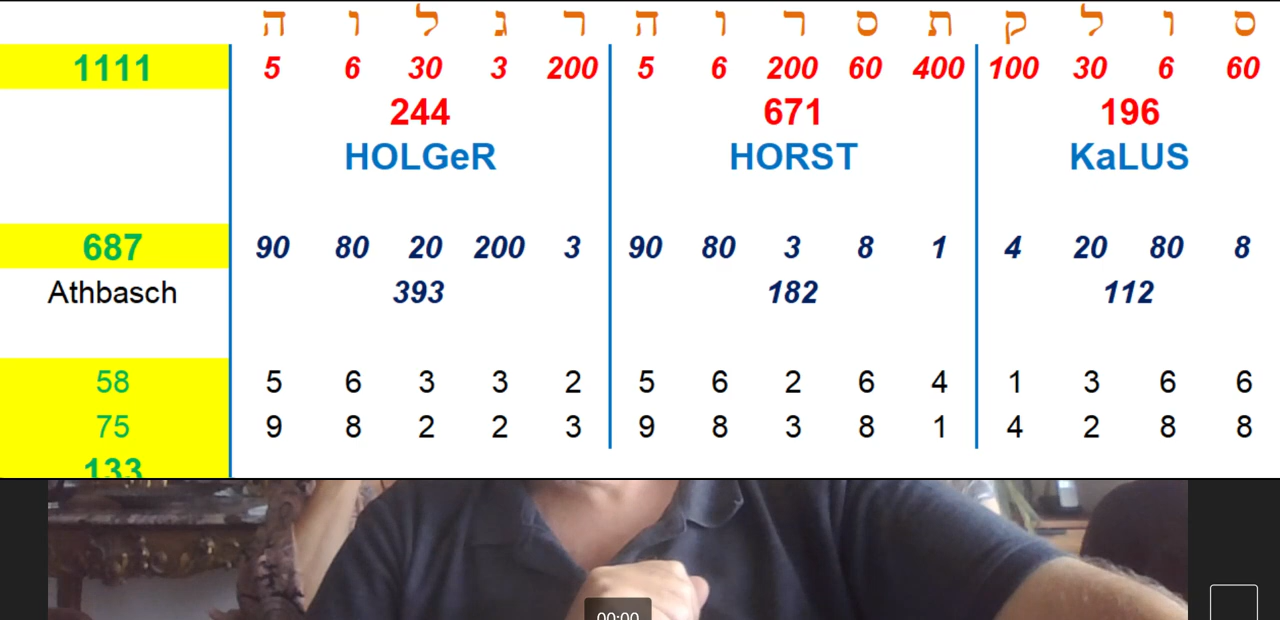 ה ו ל ג ר ה ו ר ס ת ק ל ו ס
1111 5 6 30 3 200 5 6 200 60 400 100 30 6 60
244 671 196
HOLGeR HORST KaLUS
687 90 80 20 200 3 90 80 3 8 1 4 20 80 8
Athbasch 393 182 112
58 5 6 3 3 2 5 6 2 6 4 1 3 6 6
75 9 8 2 2 3 9 8 3 8 1 4 2 8 8
133
00:00